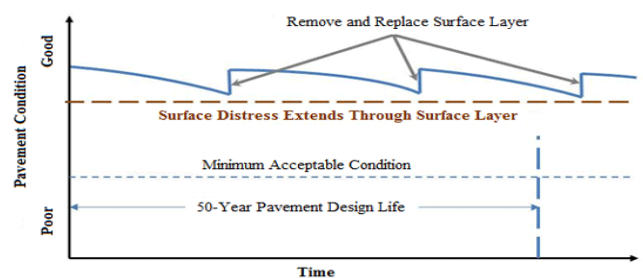 Remove and Replace Surface Layer
Good
Pavement Condition
Poor
Surface Distress Extends Through Surface Layer
Minimum Acceptable Condition
50-Year Pavement Design Life
Time